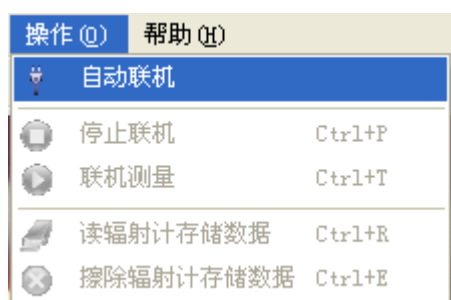 操作(O) 帮助(H)
自动联机
停止联机 Ctrl+P
联机测量 Ctrl+T
读辐射计存储数据 Ctrl+R
擦除辐射计存储数据 Ctrl+E